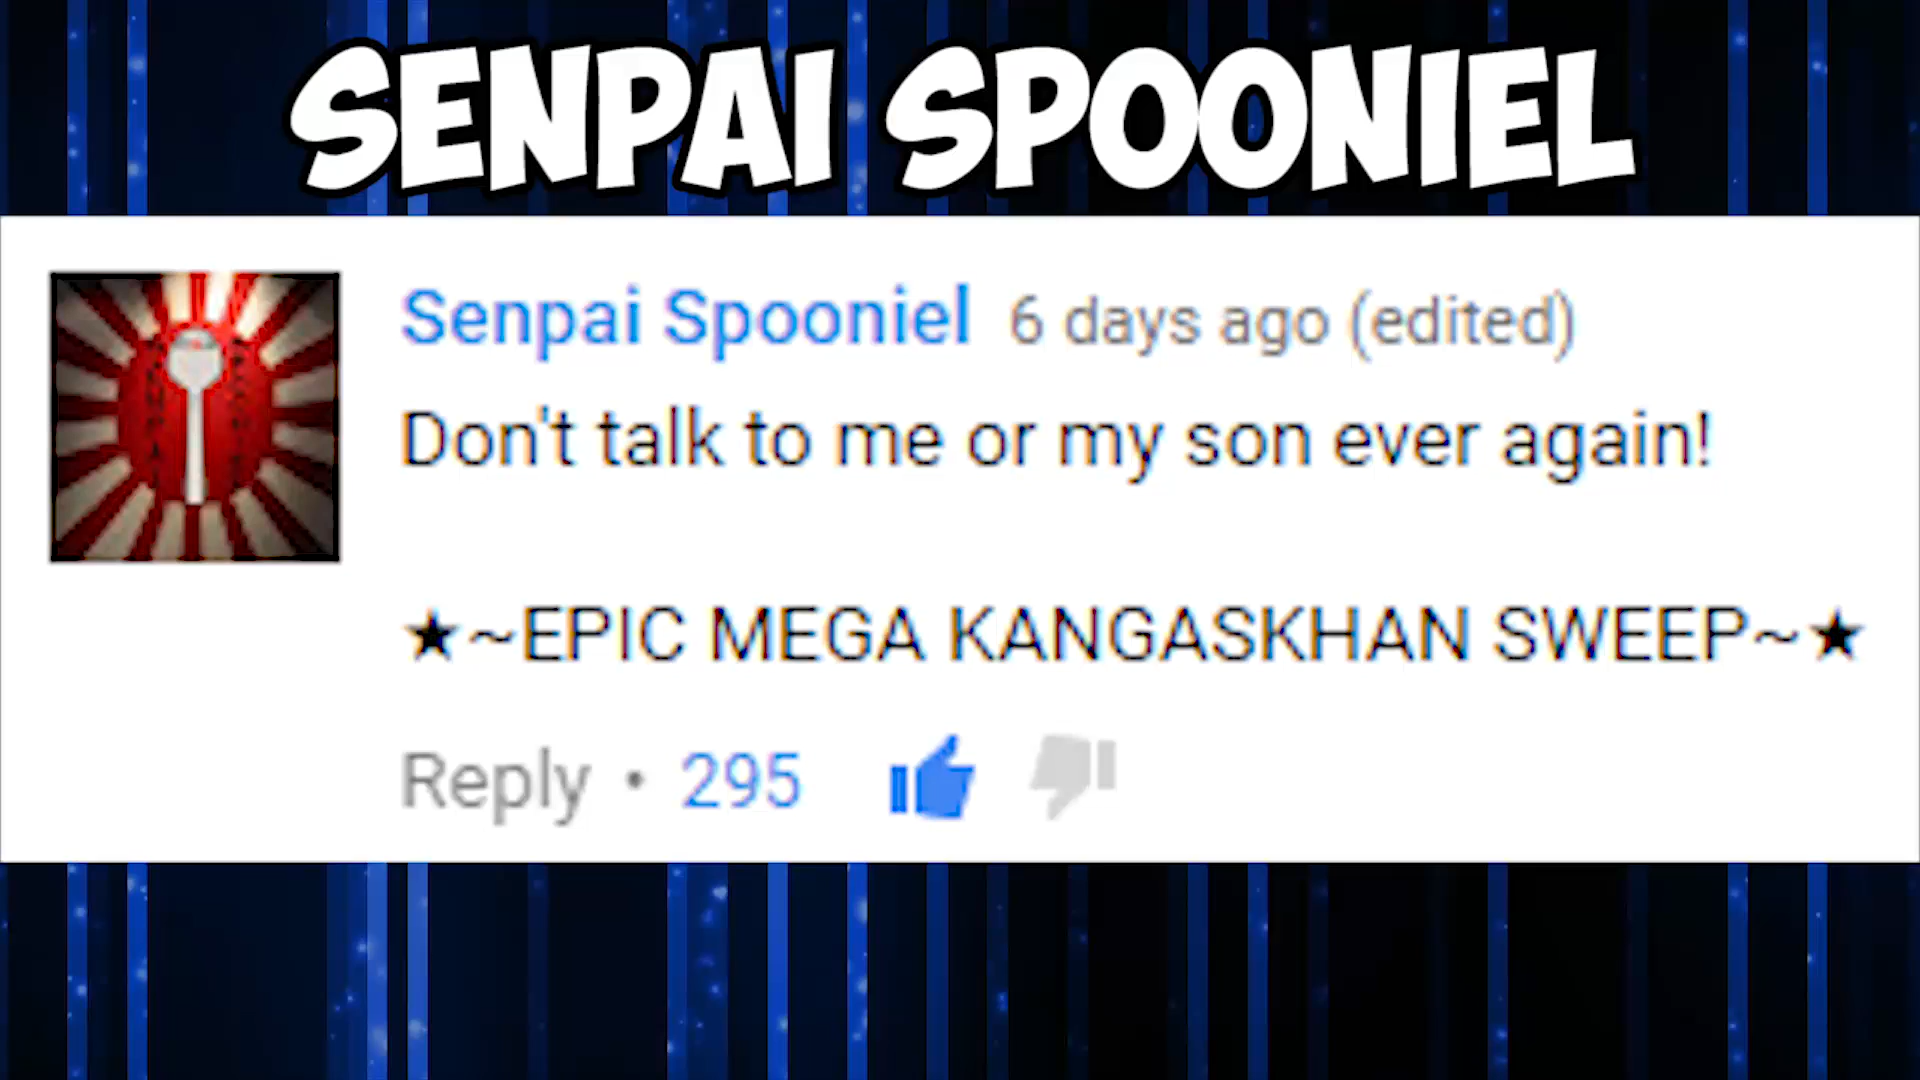 SENPAI SPOONIEL
Senpai Spooniel 6 days ago (edited)
Don't talk to me or my son ever again!
★~EPIC MEGA KANGASKHAN SWEEP~★
Reply • 295